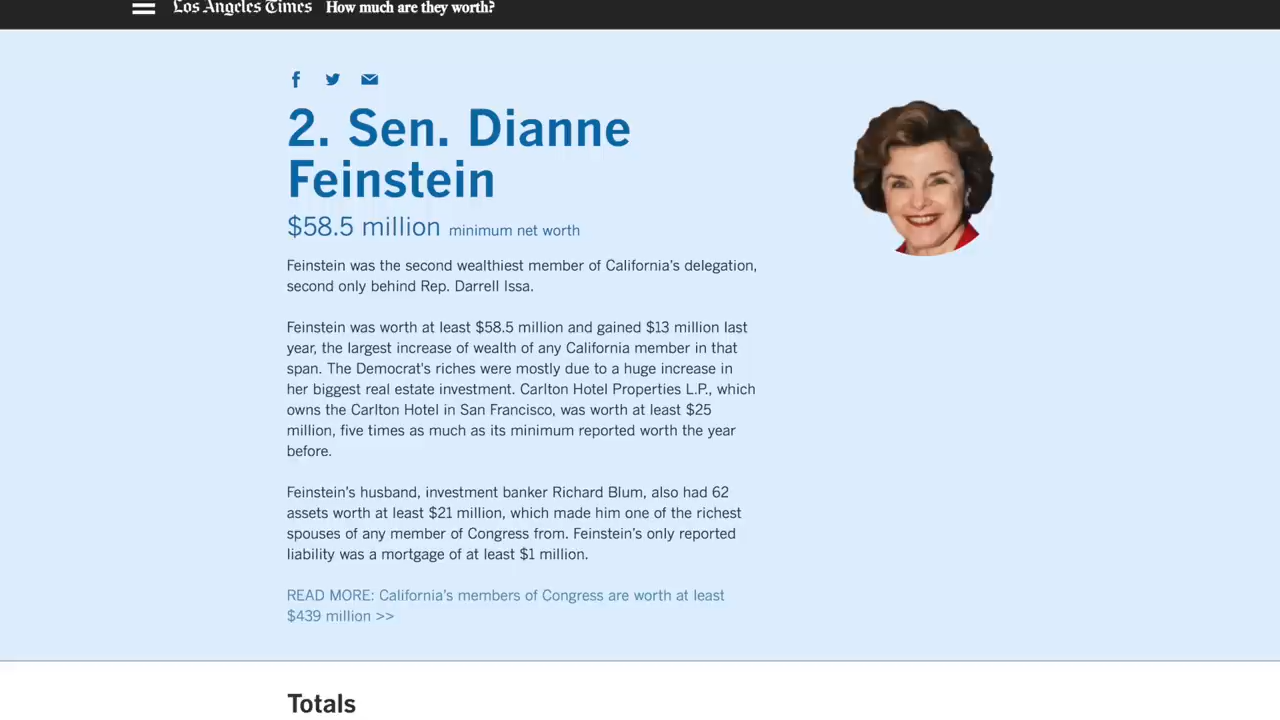 Los Angeles Times How much are they worth?
2. Sen. Dianne
Feinstein
$58.5 million minimum net worth
Feinstein was the second wealthiest member of California's delegation,
second only behind Rep. Darrell Issa.
Feinstein was worth at least $58.5 million and gained $13 million last
year, the largest increase of wealth of any California member in that
span. The Democrat's riches were mostly due to a huge increase in
her biggest real estate investment. Carlton Hotel Properties L.P., which
owns the Carlton Hotel in San Francisco, was worth at least $25
million, five times as much as its minimum reported worth the year
before.
Feinstein's husband, investment banker Richard Blum, also had 62
assets worth at least $21 million, which made him one of the richest
spouses of any member of Congress from. Feinstein's only reported
liability was a mortgage of at least $1 million.
READ MORE: California's members of Congress are worth at least
$439 million >>
Totals